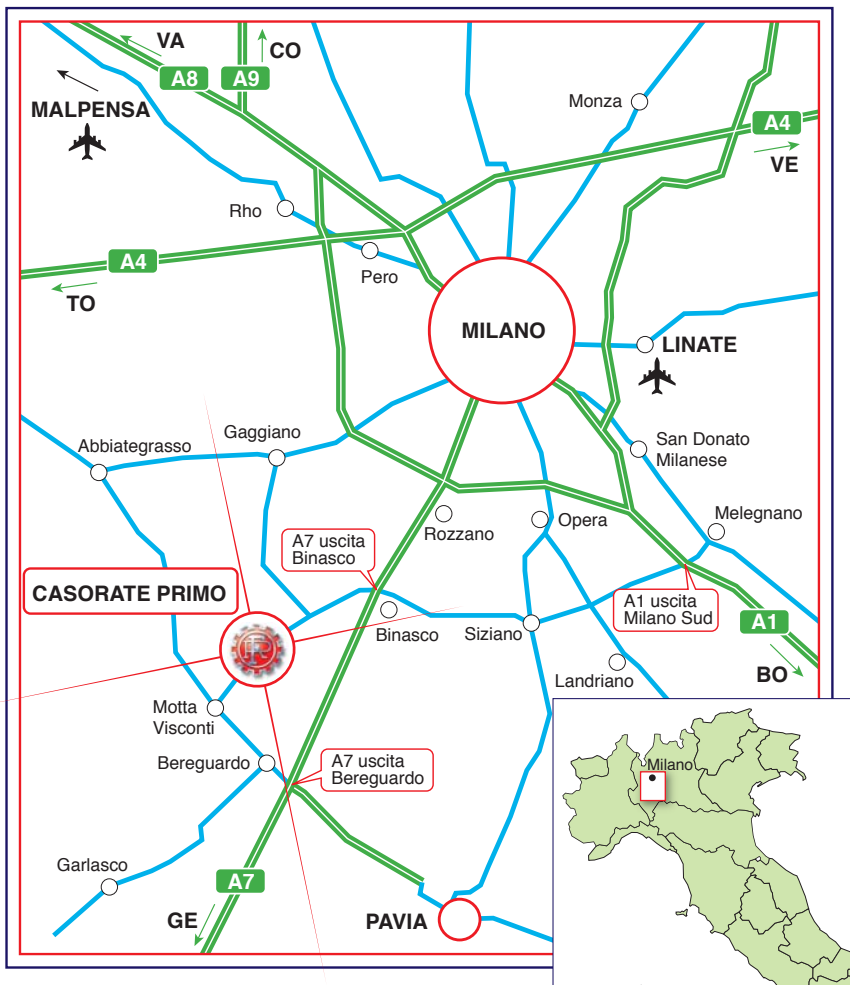 VA
CO
A8
A9
MALPENSA
Monza
A4
VE
Rho
Pero
A4
TO
MILANO
LINATE
Abbiategrasso
Gaggiano
San Donato
Milanese
Rozzano
Opera
Melegnano
A7 uscita
Binasco
CASORATE PRIMO
Binasco
Siziano
A1 uscita
Milano Sud
A1
BO
Landriano
Motta
Visconti
Bereguardo
A7 uscita
Bereguardo
Milano
Garlasco
A7
GE
PAVIA